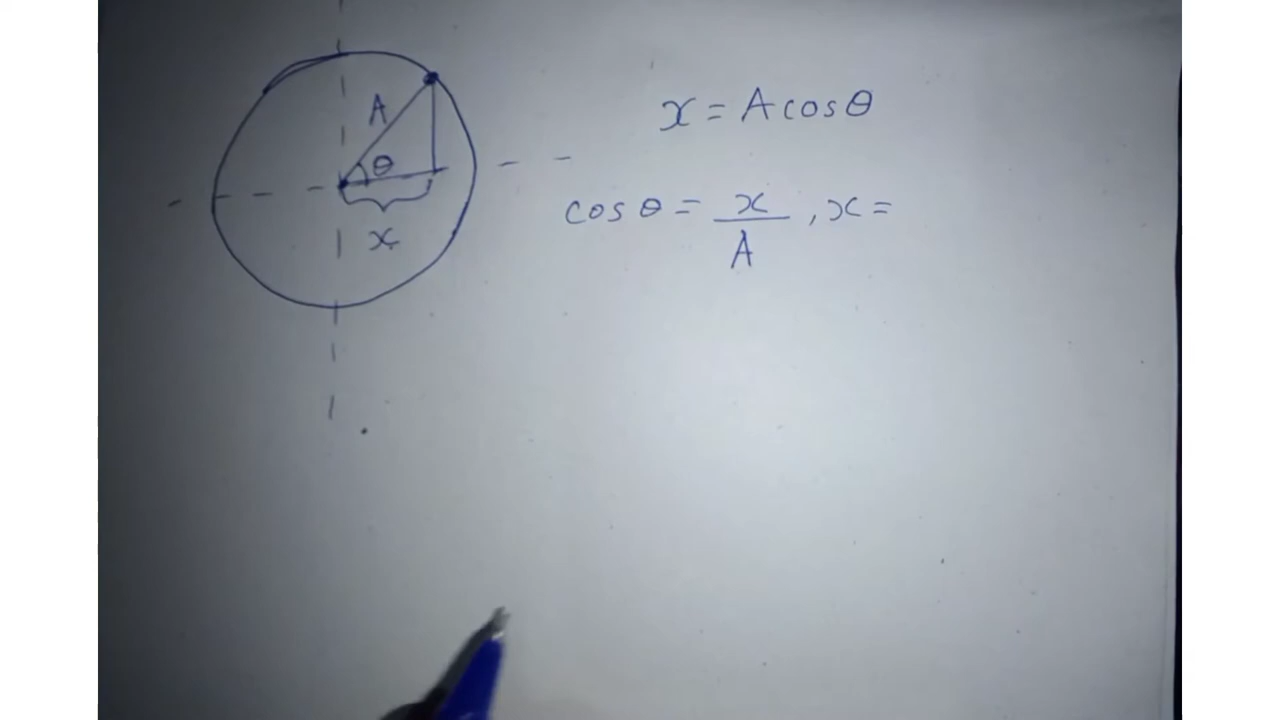 A
θ
x
x = A cos θ
cos θ = x / A , x =